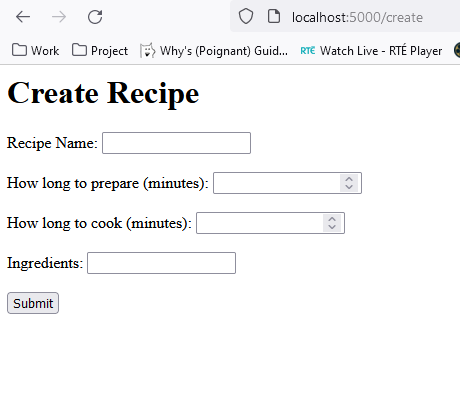 localhost:5000/create
Work Project Why's (Poignant) Guid... RTÉ Watch Live - RTÉ Player
Create Recipe
Recipe Name:
How long to prepare (minutes):
How long to cook (minutes):
Ingredients:
Submit